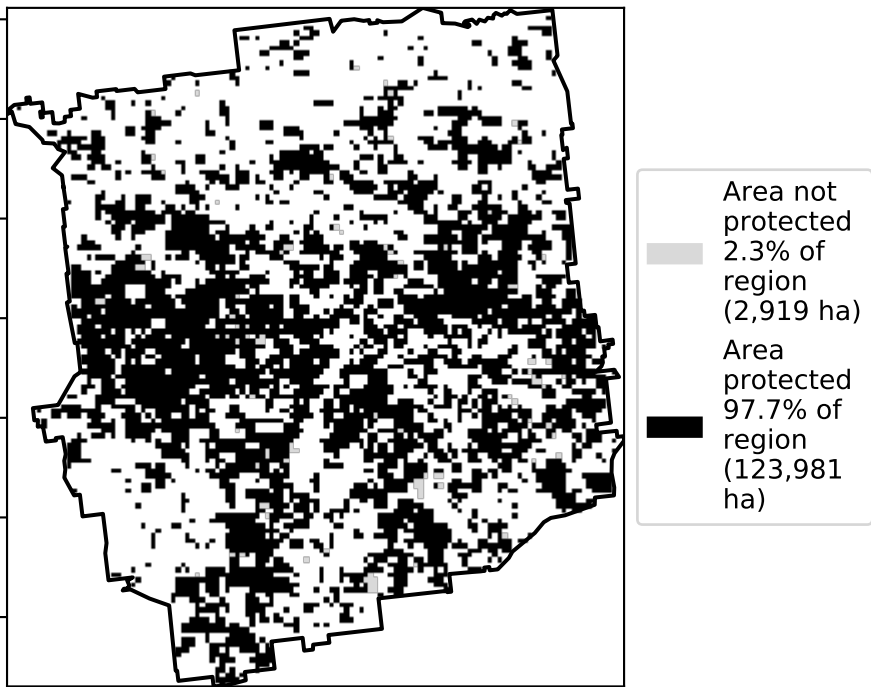 Area not
protected
2.3% of
region
(2,919 ha)
Area
protected
97.7% of
region
(123,981
ha)